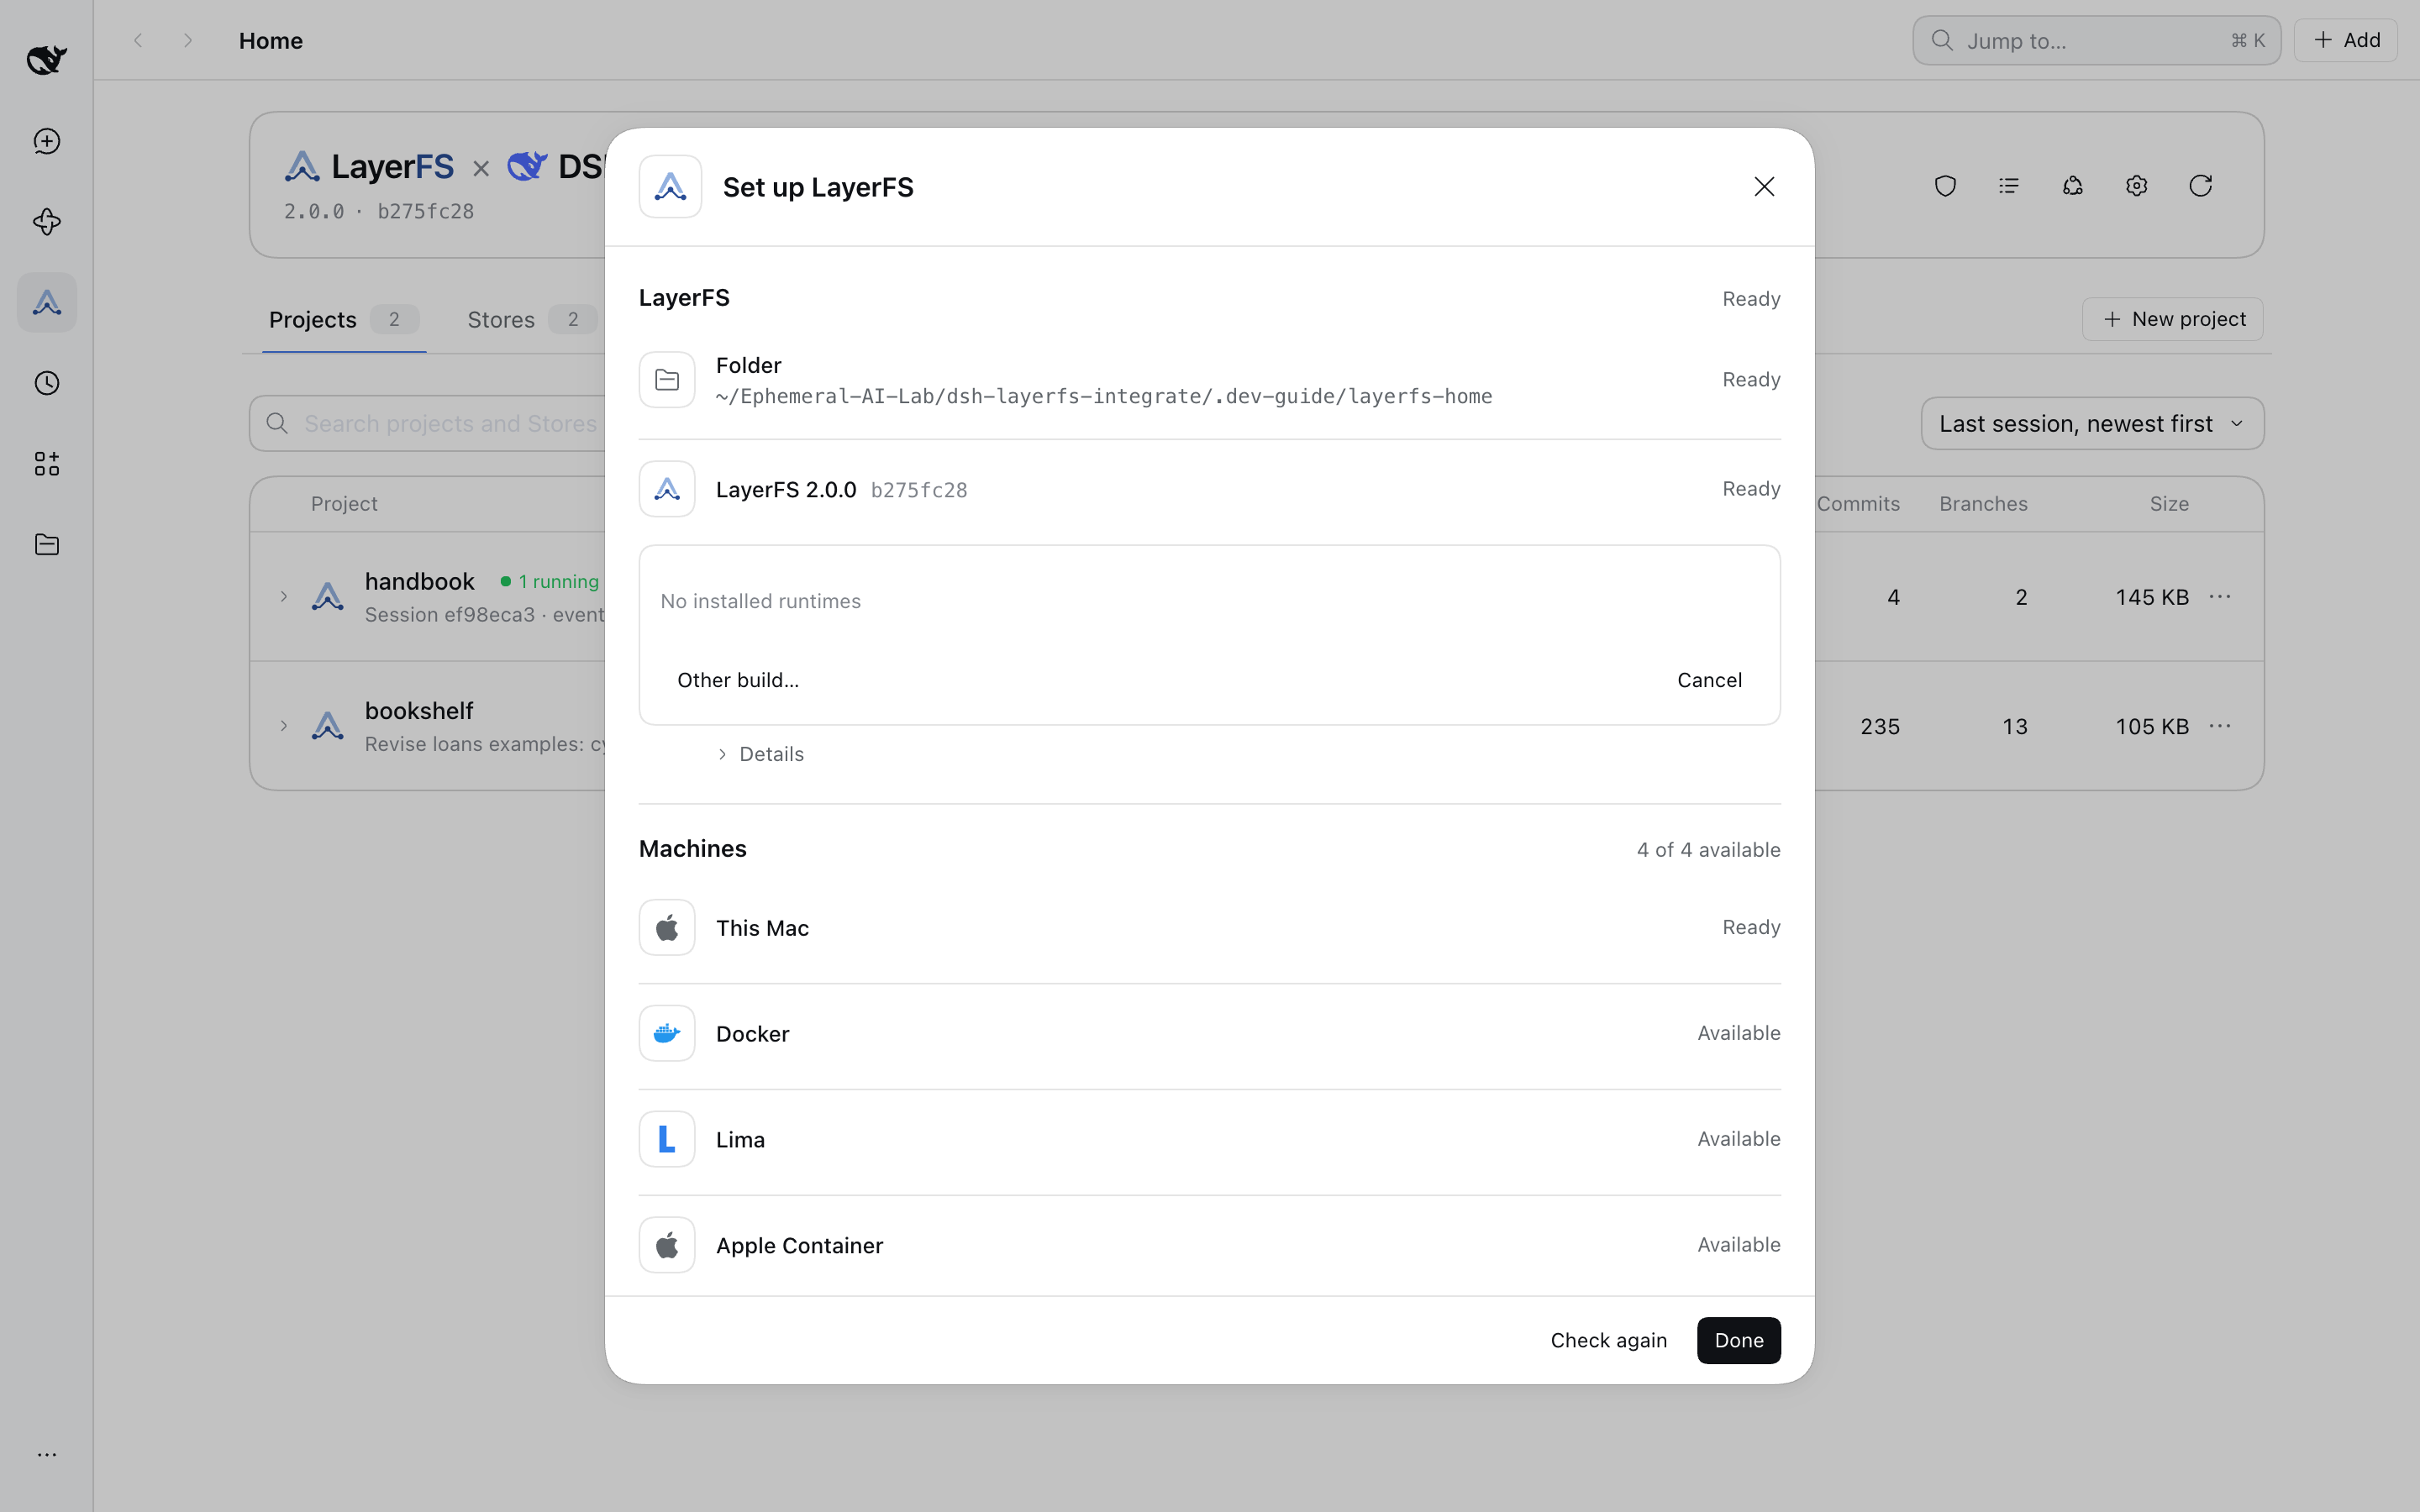 Home
Jump to...
⌘ K
+ Add
LayerFS × DS
2.0.0 · b275fc28
Set up LayerFS
Projects 2
Stores 2
+ New project
Search projects and Stores
Last session, newest first
Project
Commits
Branches
Size
handbook
1 running
Session ef98eca3 · event
4
2
145 KB
bookshelf
Revise loans examples: cy
235
13
105 KB
LayerFS
Ready
Folder
~/Ephemeral-AI-Lab/dsh-layerfs-integrate/.dev-guide/layerfs-home
Ready
LayerFS 2.0.0 b275fc28
Ready
No installed runtimes
Other build...
Cancel
Details
Machines
4 of 4 available
This Mac
Ready
Docker
Available
Lima
Available
Apple Container
Available
Check again
Done